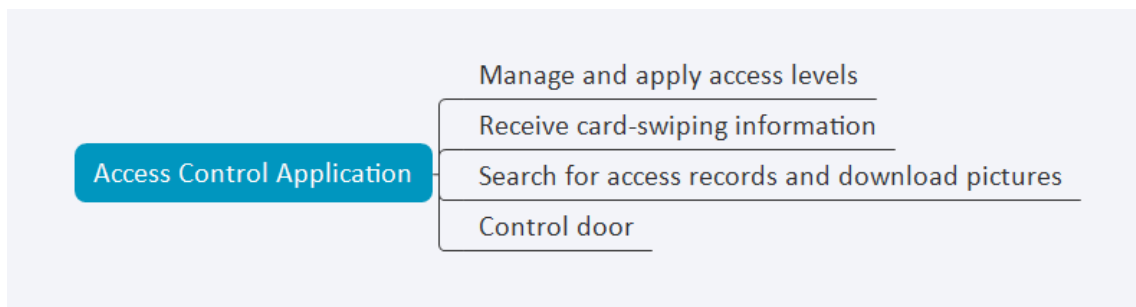 Manage and apply access levels
Receive card-swiping information
Access Control Application
Search for access records and download pictures
Control door